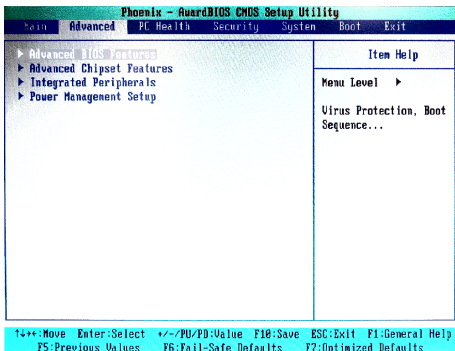 Phoenix - AwardBIOS CMOS Setup Utility
Main Advanced PC Health Security System Boot Exit
▶ Advanced BIOS Features
▶ Advanced Chipset Features
▶ Integrated Peripherals
▶ Power Management Setup
Item Help
Menu Level ▶
Virus Protection, Boot
Sequence...
↑↓→←:Move Enter:Select +/-/PU/PD:Value F10:Save ESC:Exit F1:General Help
F5:Previous Values F6:Fail-Safe Defaults F7:Optimized Defaults